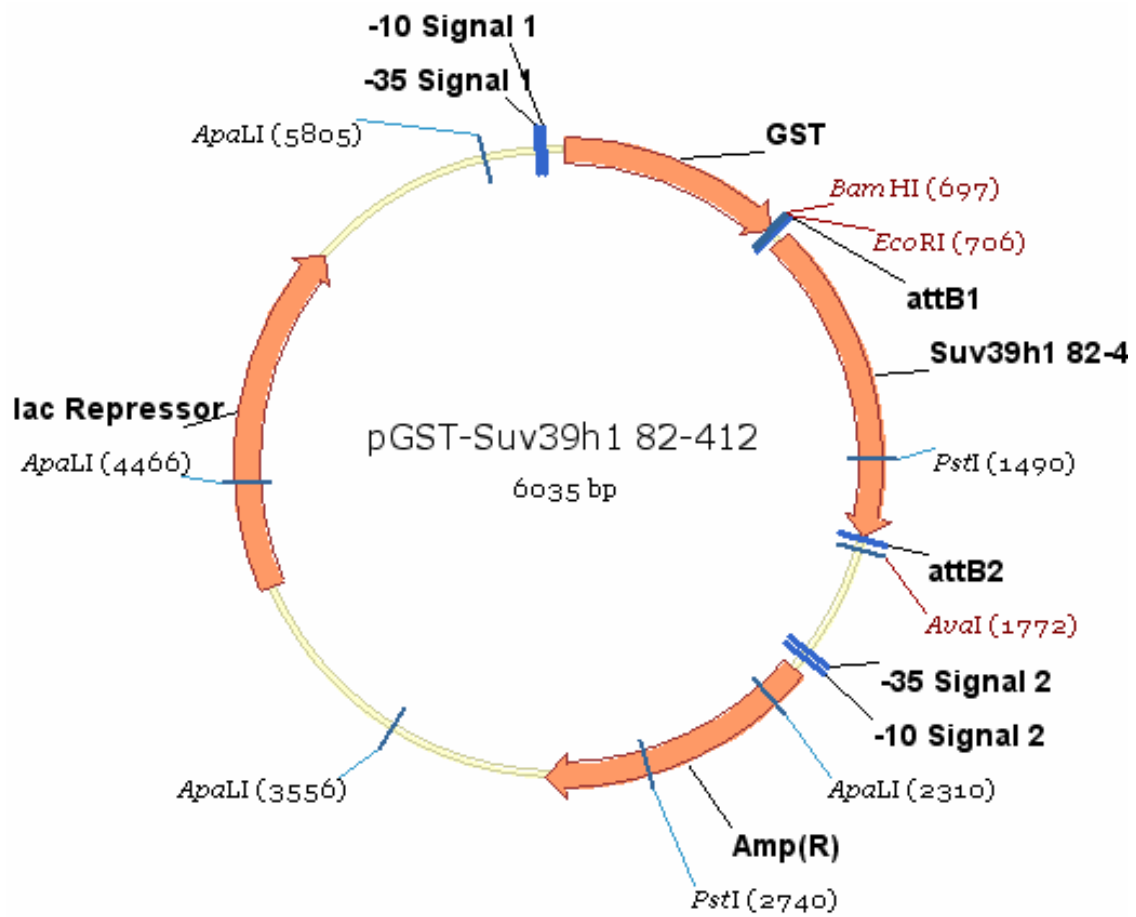 -10 Signal 1
-35 Signal 1
ApaLI (5805)
GST
BamHI (697)
EcoRI (706)
attB1
Suv39h1 82-4
lac Repressor
pGST-Suv39h1 82-412
ApaLI (4466)
PstI (1490)
6035 bp
attB2
AvaI (1772)
-35 Signal 2
-10 Signal 2
ApaLI (3556)
ApaLI (2310)
Amp(R)
PstI (2740)